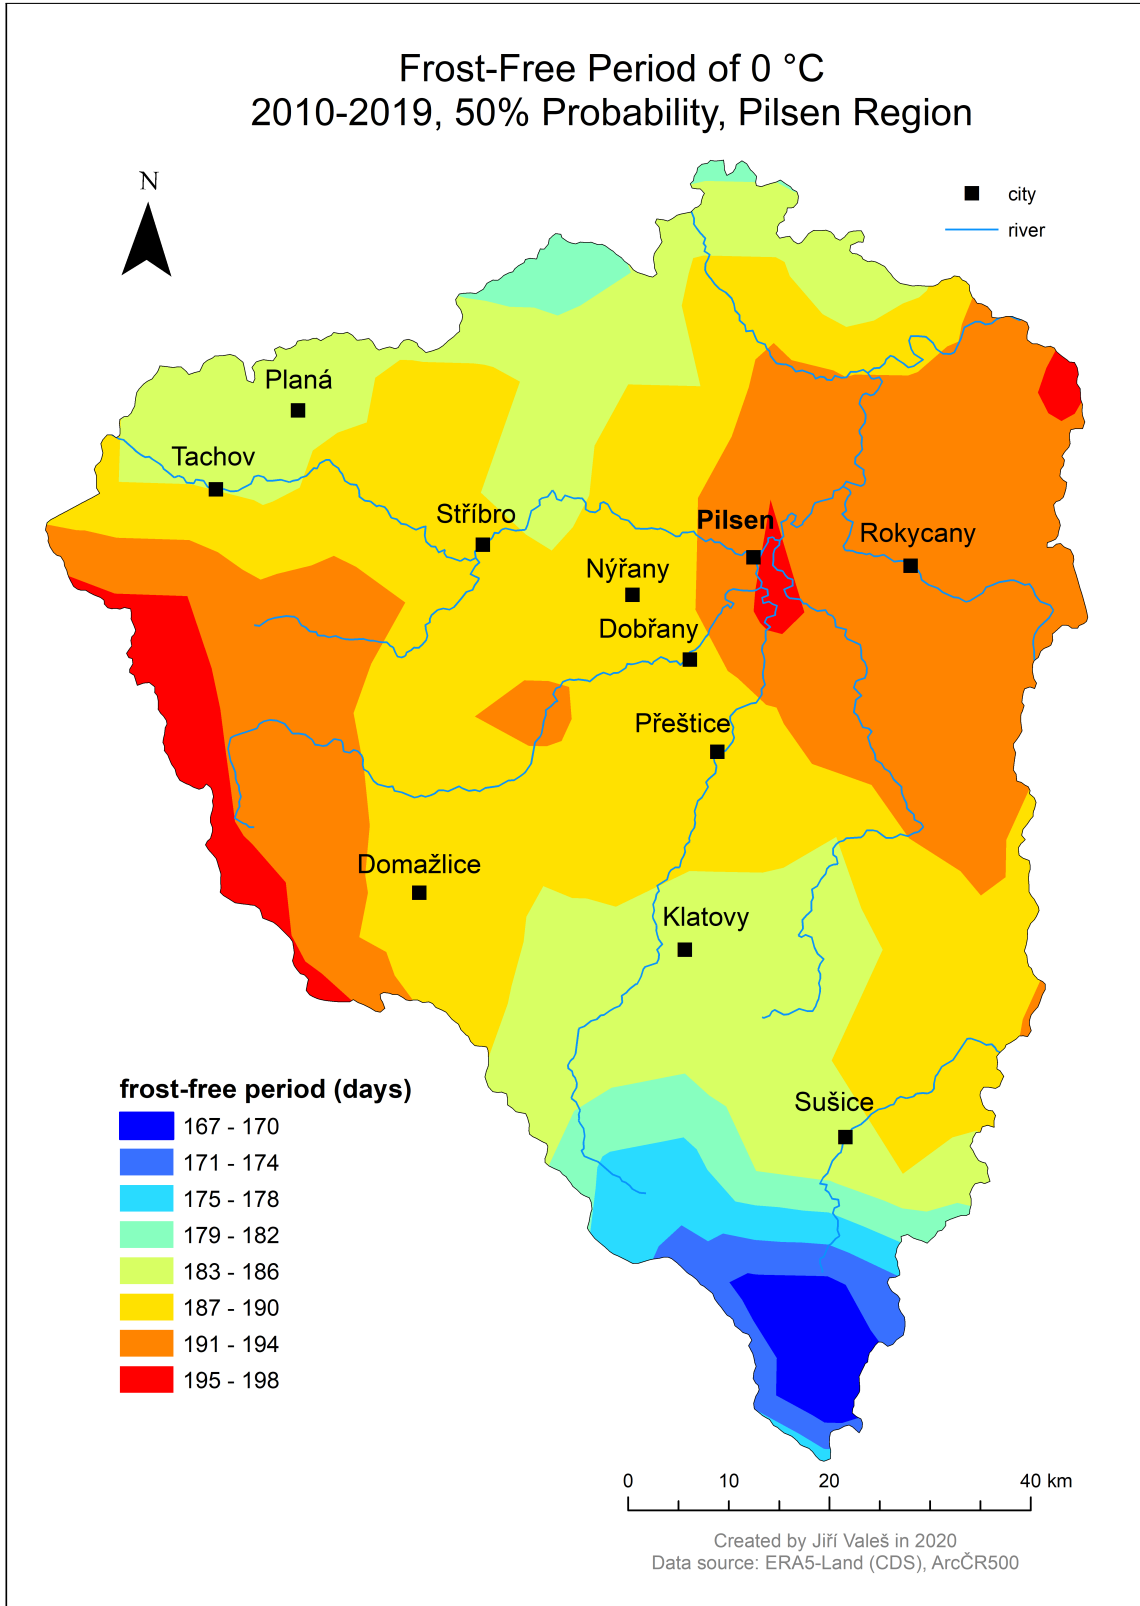 Frost-Free Period of 0 °C
2010-2019, 50% Probability, Pilsen Region
N
city
river
Planá
Tachov
Stříbro
Pilsen
Rokycany
Nýřany
Dobřany
Přeštice
Domažlice
Klatovy
Sušice
frost-free period (days)
167 - 170
171 - 174
175 - 178
179 - 182
183 - 186
187 - 190
191 - 194
195 - 198
0 10 20 40 km
Created by Jiří Valeš in 2020
Data source: ERA5-Land (CDS), ArcČR500